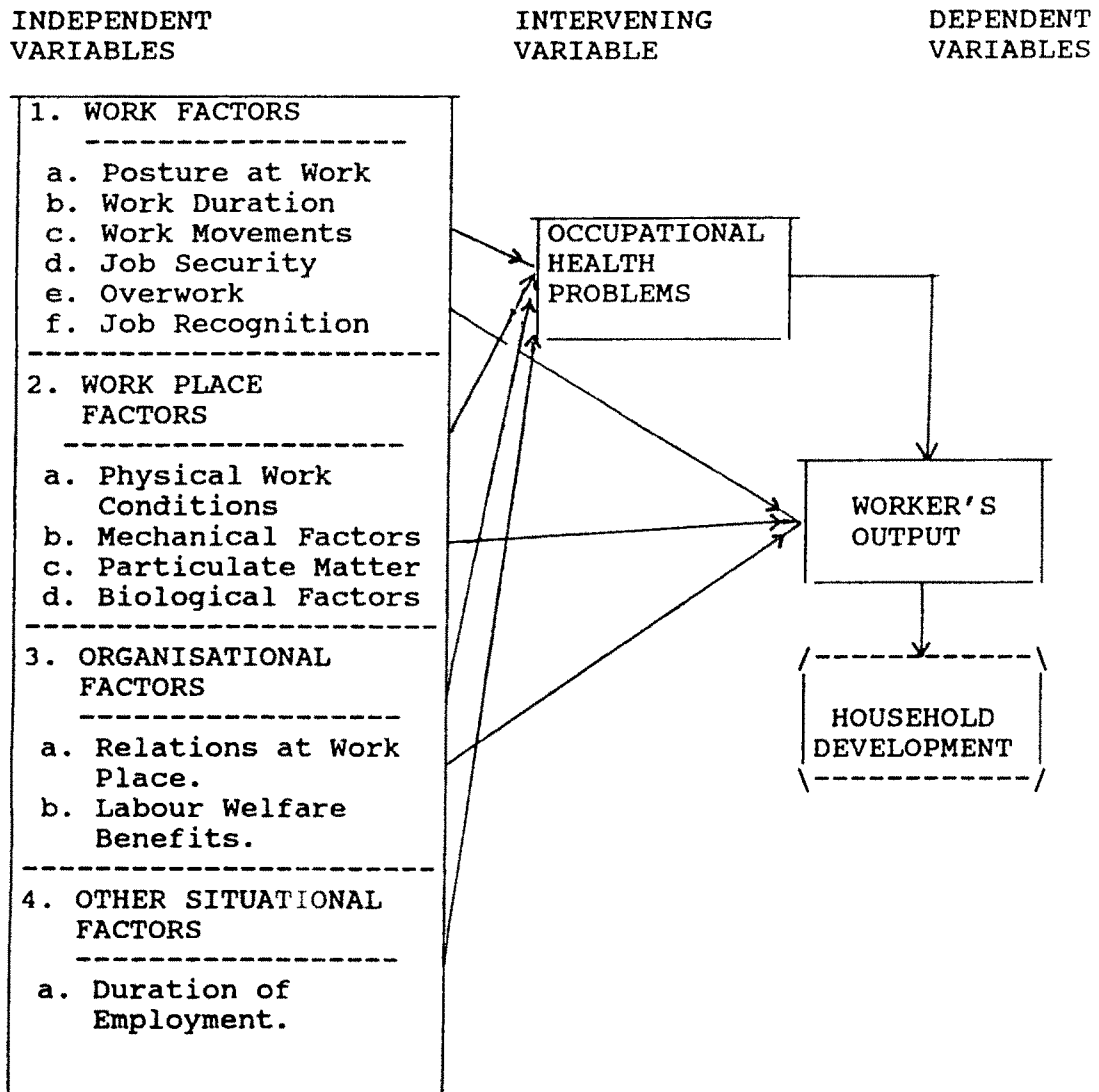 INDEPENDENT
VARIABLES
INTERVENING
VARIABLE
DEPENDENT
VARIABLES
1. WORK FACTORS
a. Posture at Work
b. Work Duration
c. Work Movements
d. Job Security
e. Overwork
f. Job Recognition
2. WORK PLACE
FACTORS
a. Physical Work
Conditions
b. Mechanical Factors
c. Particulate Matter
d. Biological Factors
3. ORGANISATIONAL
FACTORS
a. Relations at Work
Place.
b. Labour Welfare
Benefits.
4. OTHER SITUATIONAL
FACTORS
a. Duration of
Employment.
OCCUPATIONAL
HEALTH
PROBLEMS
WORKER'S
OUTPUT
HOUSEHOLD
DEVELOPMENT